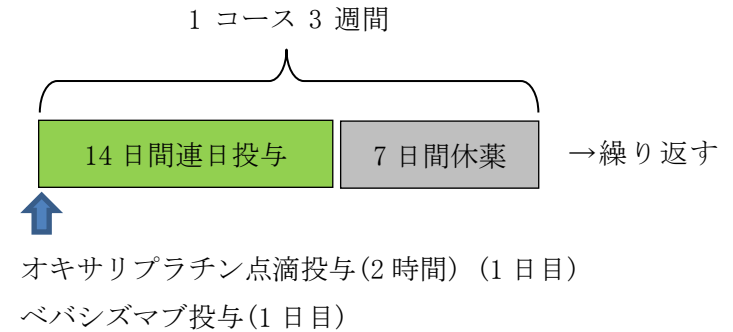 1 コース 3 週間
14 日間連日投与
7 日間休薬
→繰り返す
オキサリプラチン点滴投与(2 時間) (1 日目)
ベバシズマブ投与(1 日目)